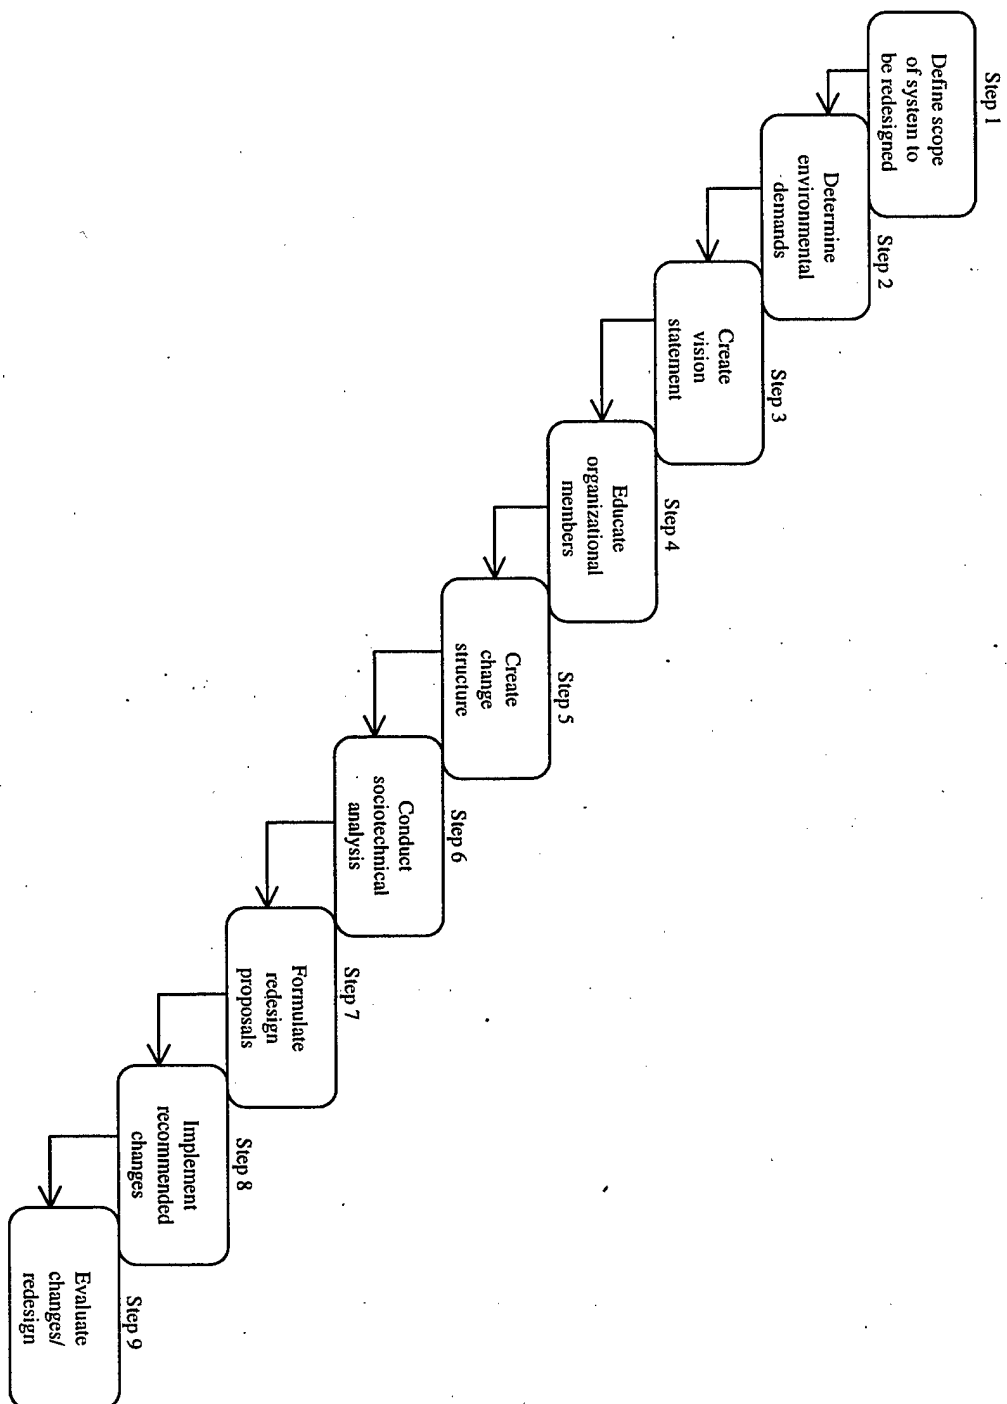 Step 1
Define scope
of system to
be redesigned
Step 2
Determine
environmental
demands
Step 3
Create
vision
statement
Step 4
Educate
organizational
members
Step 5
Create
change
structure
Step 6
Conduct
sociotechnical
analysis
Step 7
Formulate
redesign
proposals
Step 8
Implement
recommended
changes
Step 9
Evaluate
changes/
redesign